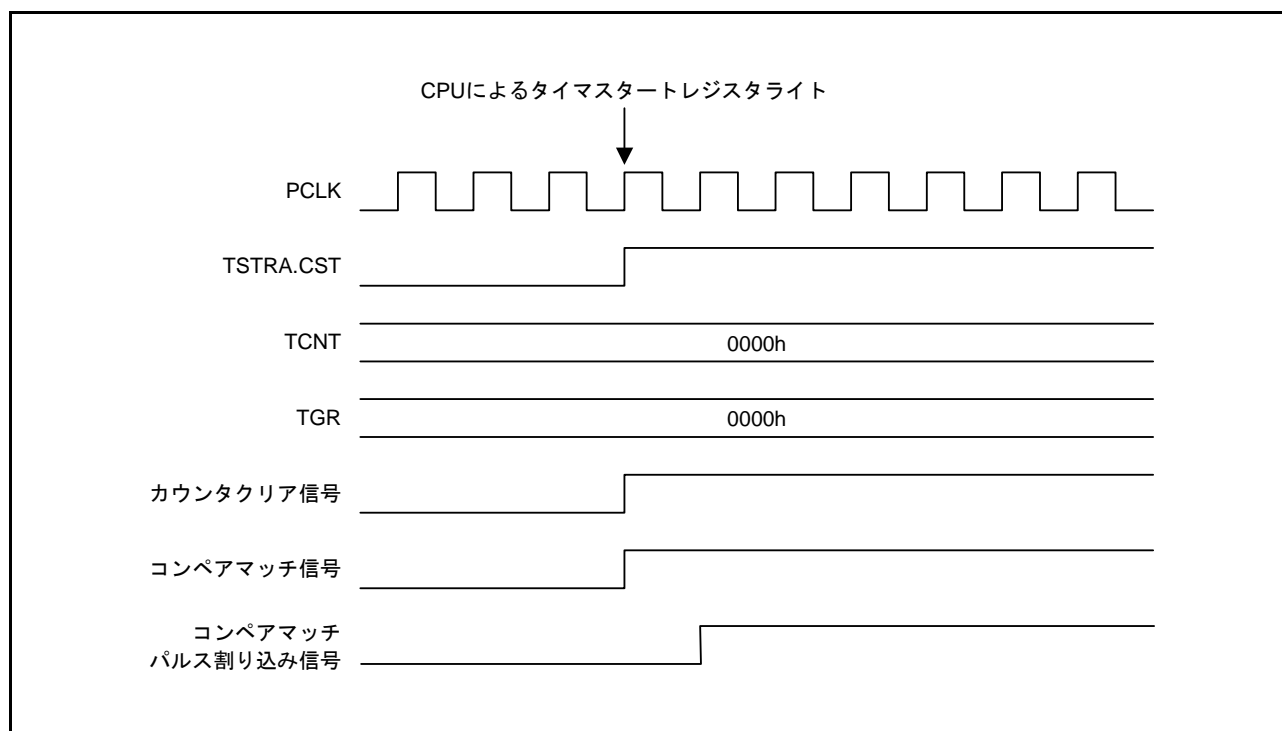 CPUによるタイマスタートレジスタライト
PCLK
TSTRA.CST
TCNT
0000h
TGR
0000h
カウンタクリア信号
コンペアマッチ信号
コンペアマッチ
パルス割り込み信号